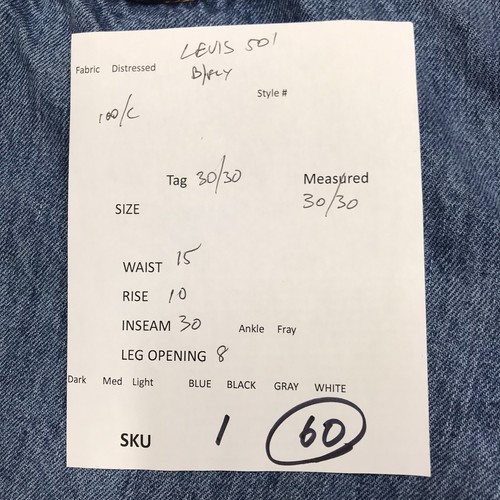 LEVIS 501
Fabric Distressed B/FLY
Style #
100/C
Tag 30/30 Measured
30/30
SIZE
WAIST 15
RISE 10
INSEAM 30 Ankle Fray
LEG OPENING 8
Dark Med Light BLUE BLACK GRAY WHITE
SKU 1 60